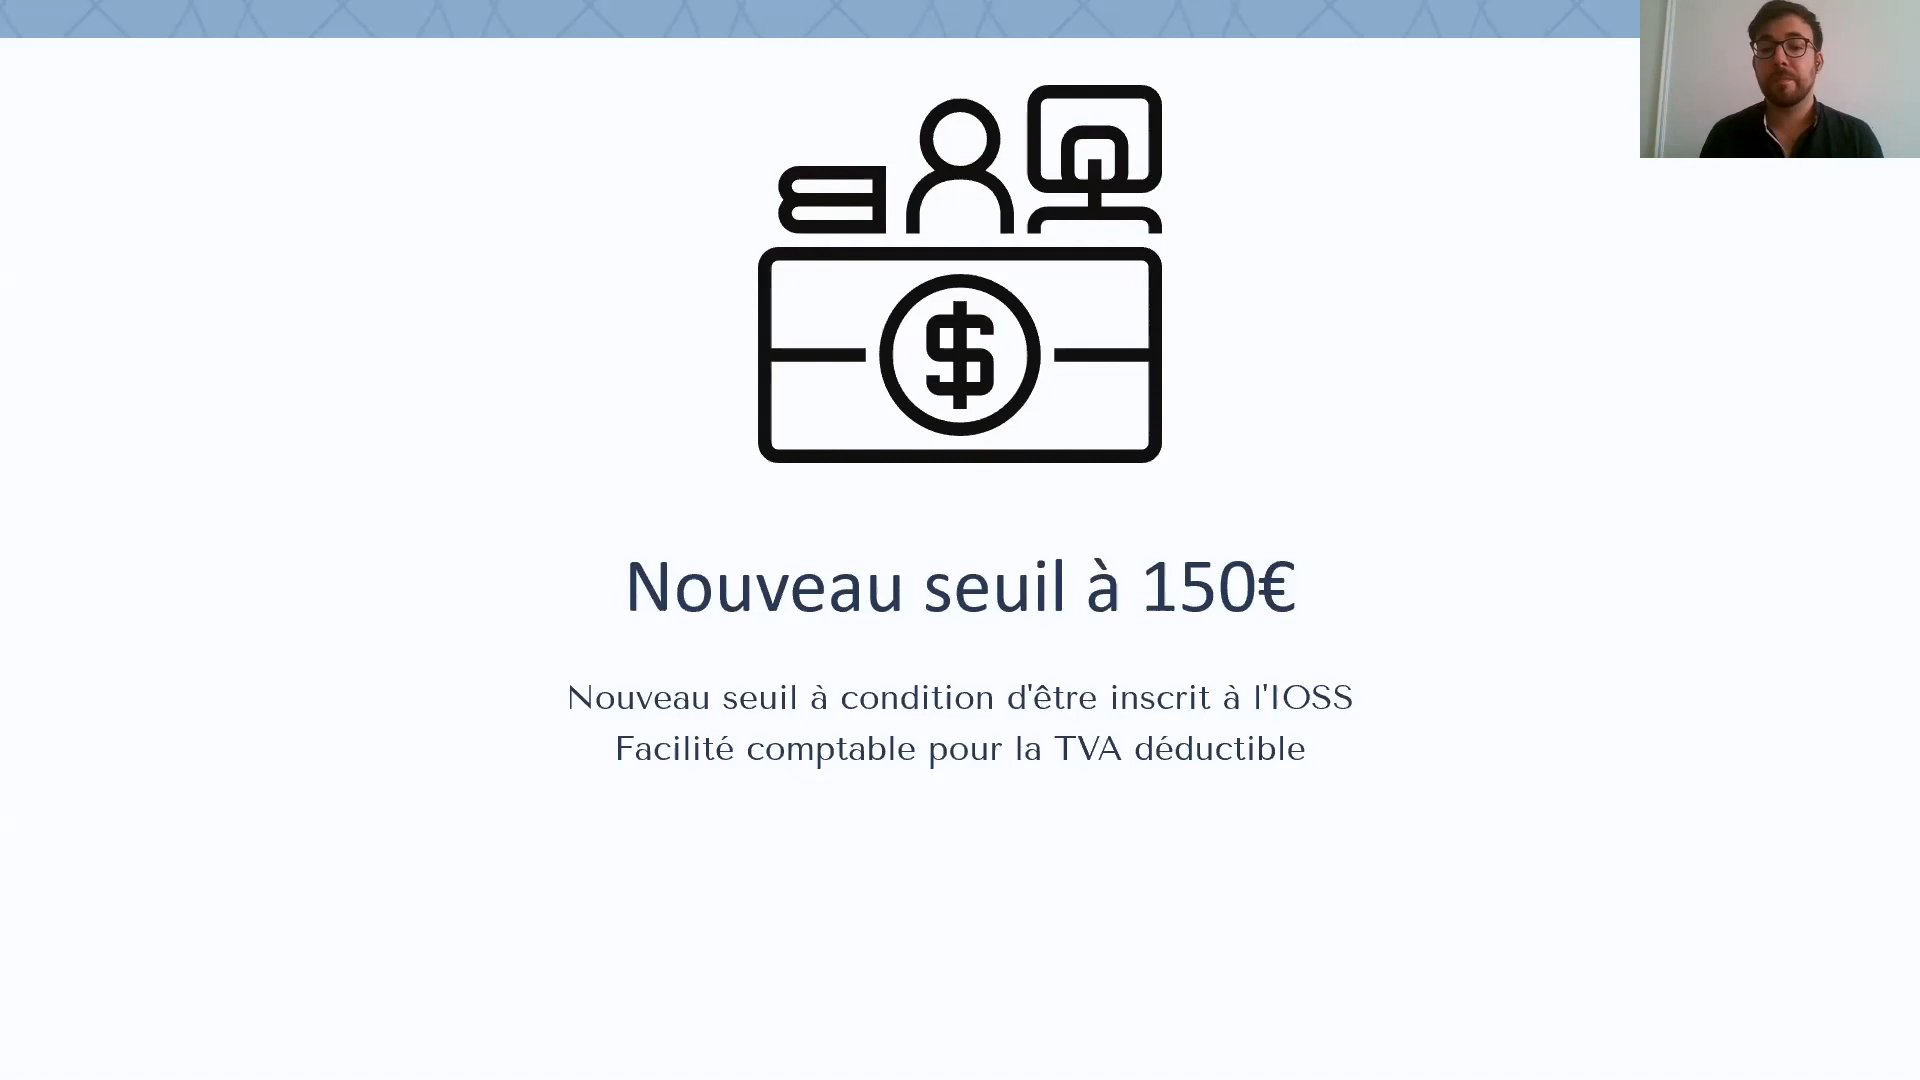 $
Nouveau seuil à 150€
Nouveau seuil à condition d'être inscrit à l'IOSS
Facilité comptable pour la TVA déductible